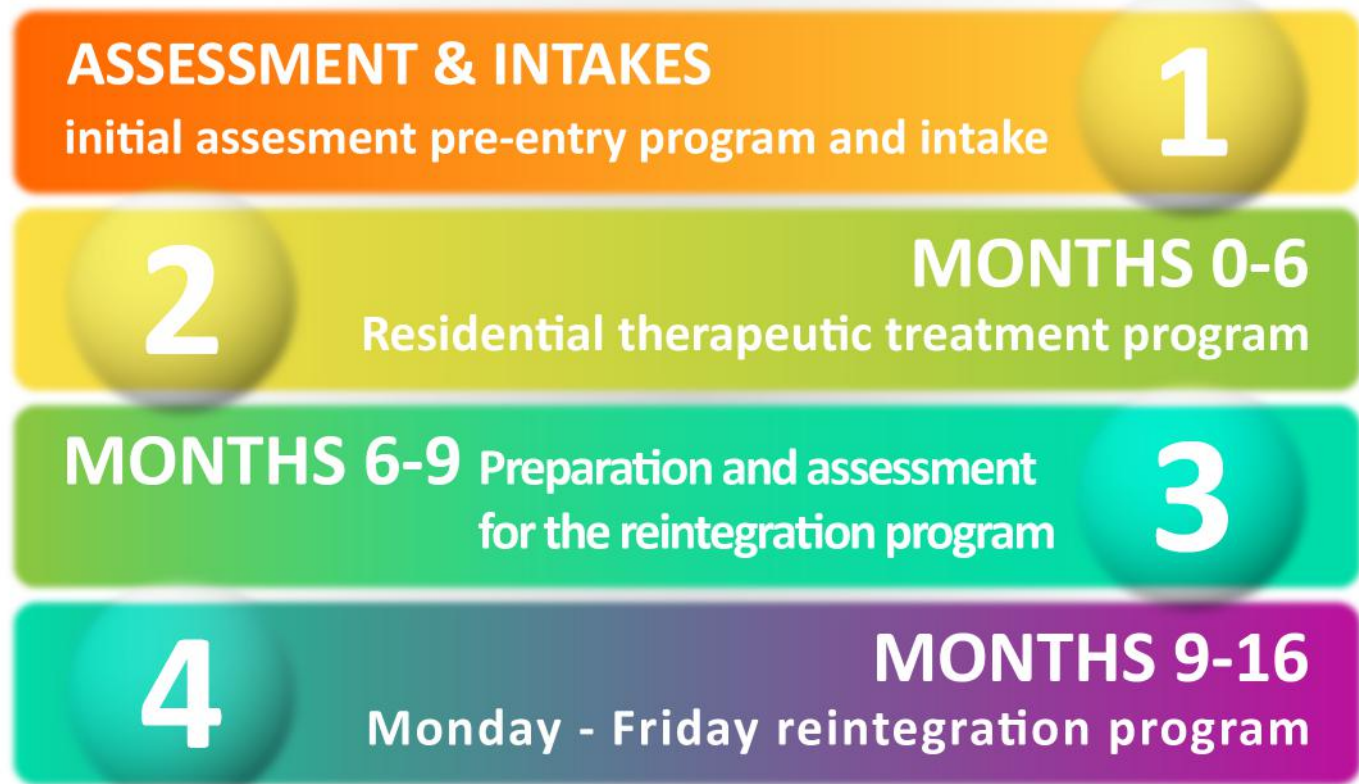 ASSESSMENT & INTAKES
initial assesment pre-entry program and intake
1
2
MONTHS 0-6
Residential therapeutic treatment program
MONTHS 6-9 Preparation and assessment
for the reintegration program
3
4
MONTHS 9-16
Monday - Friday reintegration program